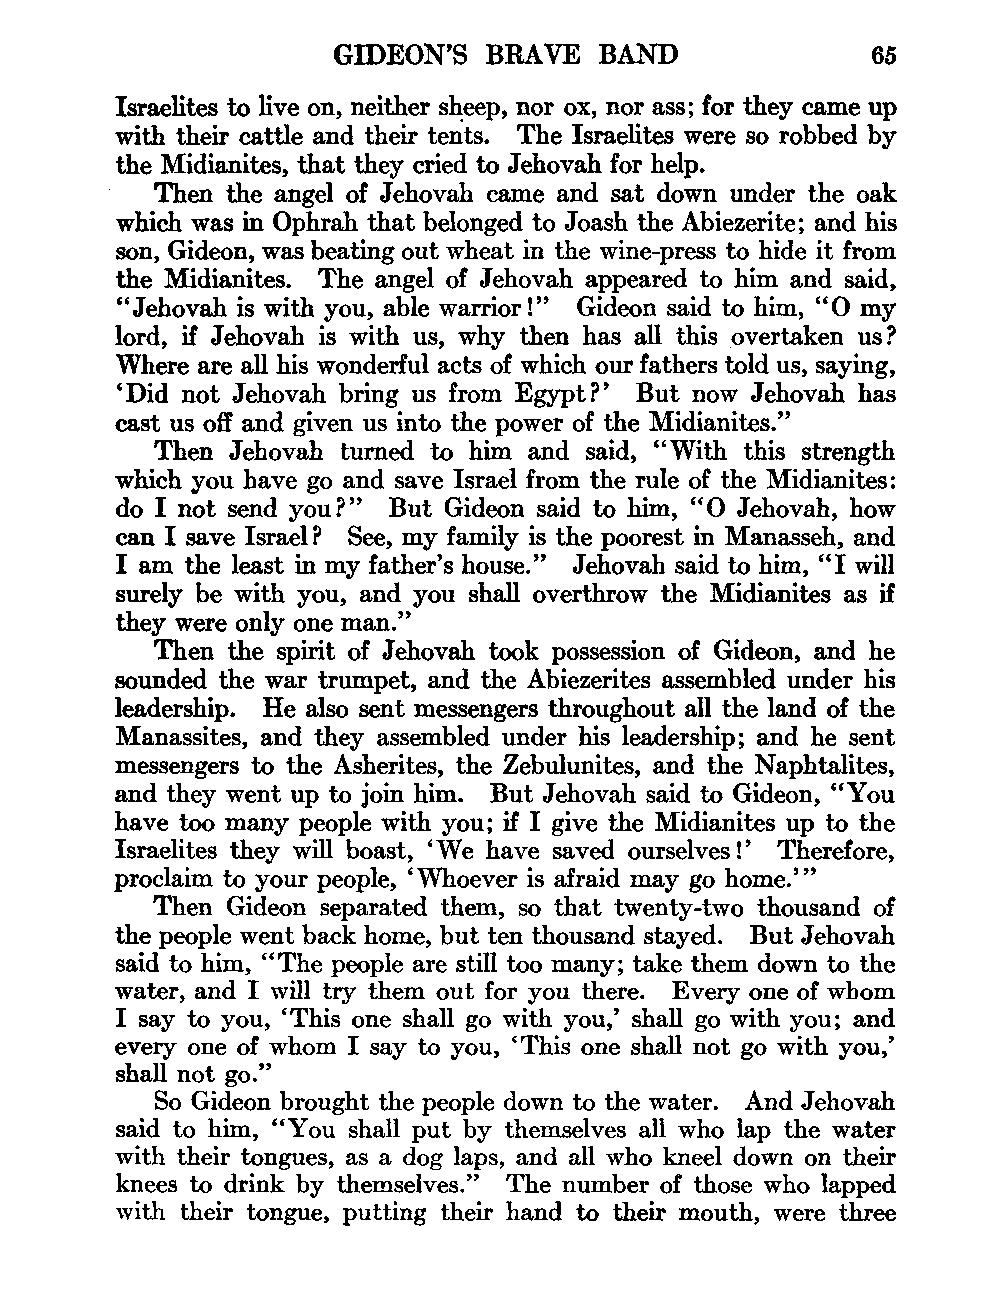 GIDEON'S BRAVE BAND 65
Israelites to live on, neither sheep, nor ox, nor ass; for they came up
with their cattle and their tents. The Israelites were so robbed by
the Midianites, that they cried to Jehovah for help.
Then the angel of Jehovah came and sat down under the oak
which was in Ophrah that belonged to Joash the Abiezerite; and his
son, Gideon, was beating out wheat in the wine-press to hide it from
the Midianites. The angel of Jehovah appeared to him and said,
“Jehovah is with you, able warrior!” Gideon said to him, “O my
lord, if Jehovah is with us, why then has all this overtaken us?
Where are all his wonderful acts of which our fathers told us, saying,
‘Did not Jehovah bring us from Egypt?’ But now Jehovah has
cast us off and given us into the power of the Midianites.”
Then Jehovah turned to him and said, “With this strength
which you have go and save Israel from the rule of the Midianites:
do I not send you?” But Gideon said to him, “O Jehovah, how
can I save Israel? See, my family is the poorest in Manasseh, and
I am the least in my father's house.” Jehovah said to him, “I will
surely be with you, and you shall overthrow the Midianites as if
they were only one man.”
Then the spirit of Jehovah took possession of Gideon, and he
sounded the war trumpet, and the Abiezerites assembled under his
leadership. He also sent messengers throughout all the land of the
Manassites, and they assembled under his leadership; and he sent
messengers to the Asherites, the Zebulunites, and the Naphtalites,
and they went up to join him. But Jehovah said to Gideon, “You
have too many people with you; if I give the Midianites up to the
Israelites they will boast, ‘We have saved ourselves!’ Therefore,
proclaim to your people, ‘Whoever is afraid may go home.’”
Then Gideon separated them, so that twenty-two thousand of
the people went back home, but ten thousand stayed. But Jehovah
said to him, “The people are still too many; take them down to the
water, and I will try them out for you there. Every one of whom
I say to you, ‘This one shall go with you,’ shall go with you; and
every one of whom I say to you, ‘This one shall not go with you,’
shall not go.”
So Gideon brought the people down to the water. And Jehovah
said to him, “You shall put by themselves all who lap the water
with their tongues, as a dog laps, and all who kneel down on their
knees to drink by themselves.” The number of those who lapped
with their tongue, putting their hand to their mouth, were three